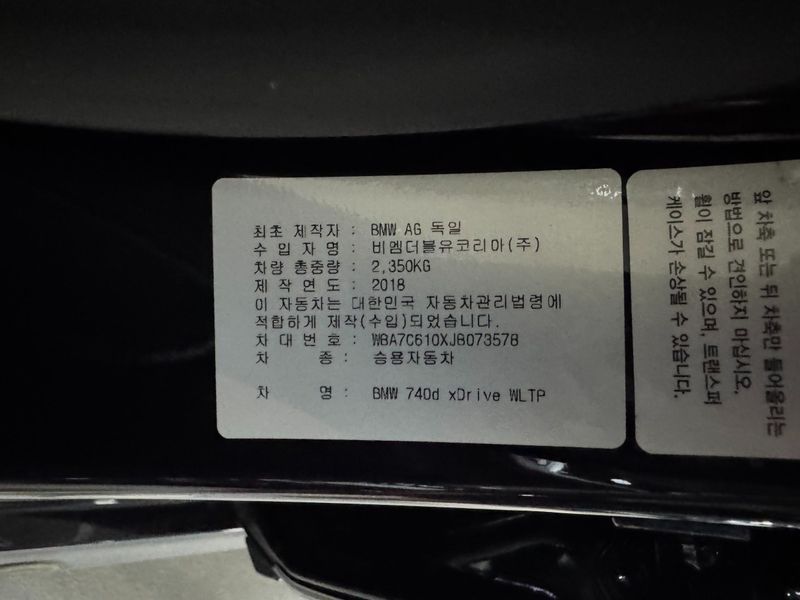 최초 제작자 : BMW AG 독일
수 입 자 명 : 비엠더블유코리아(주)
차량 총중량 : 2,350KG
제 작 연 도 : 2018
이 자동차는 대한민국 자동차관리법령에
적합하게 제작(수입)되었습니다.
차 대 번 호 : WBA7C610XJB073578
차 종 : 승용자동차
차 명 : BMW 740d xDrive WLTP
앞 차축 또는 뒤 차축만 들어올리는
방법으로 견인하지 마십시오.
휠이 잠길 수 있으며, 트랜스퍼
케이스가 손상될 수 있습니다.